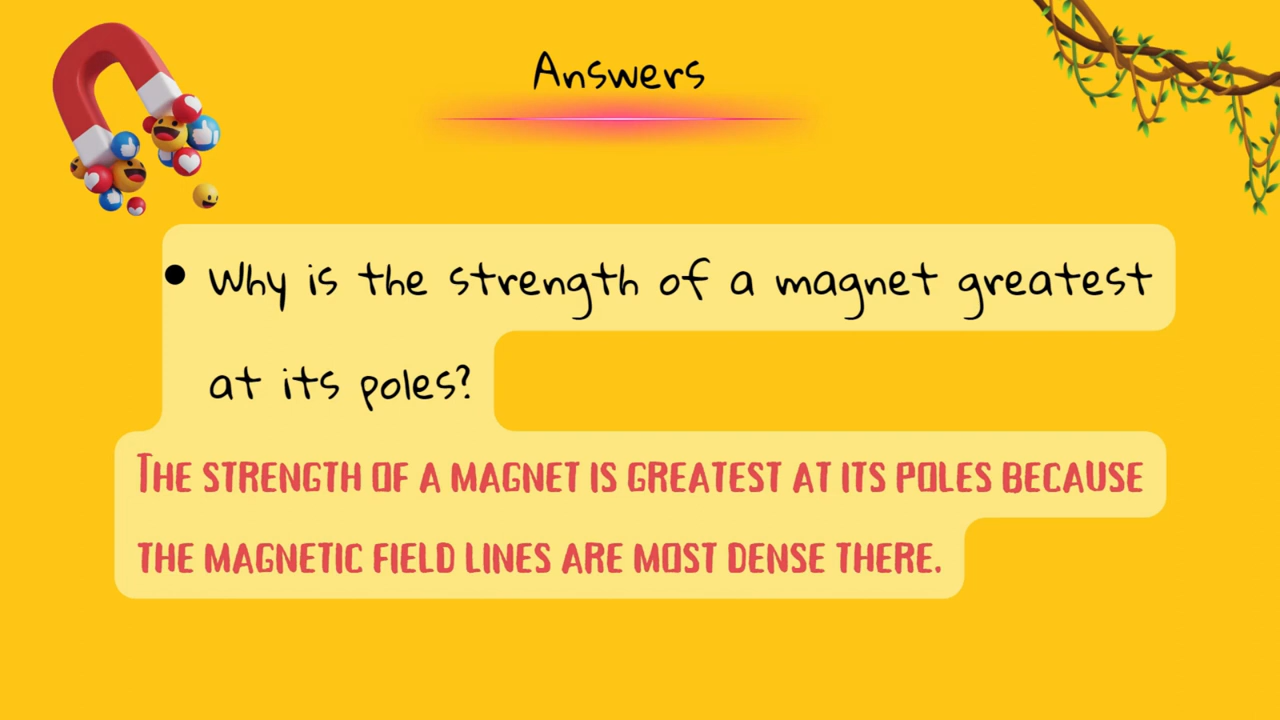 Answers
• Why is the strength of a magnet greatest
at its poles?
The strength of a magnet is greatest at its poles because
the magnetic field lines are most dense there.